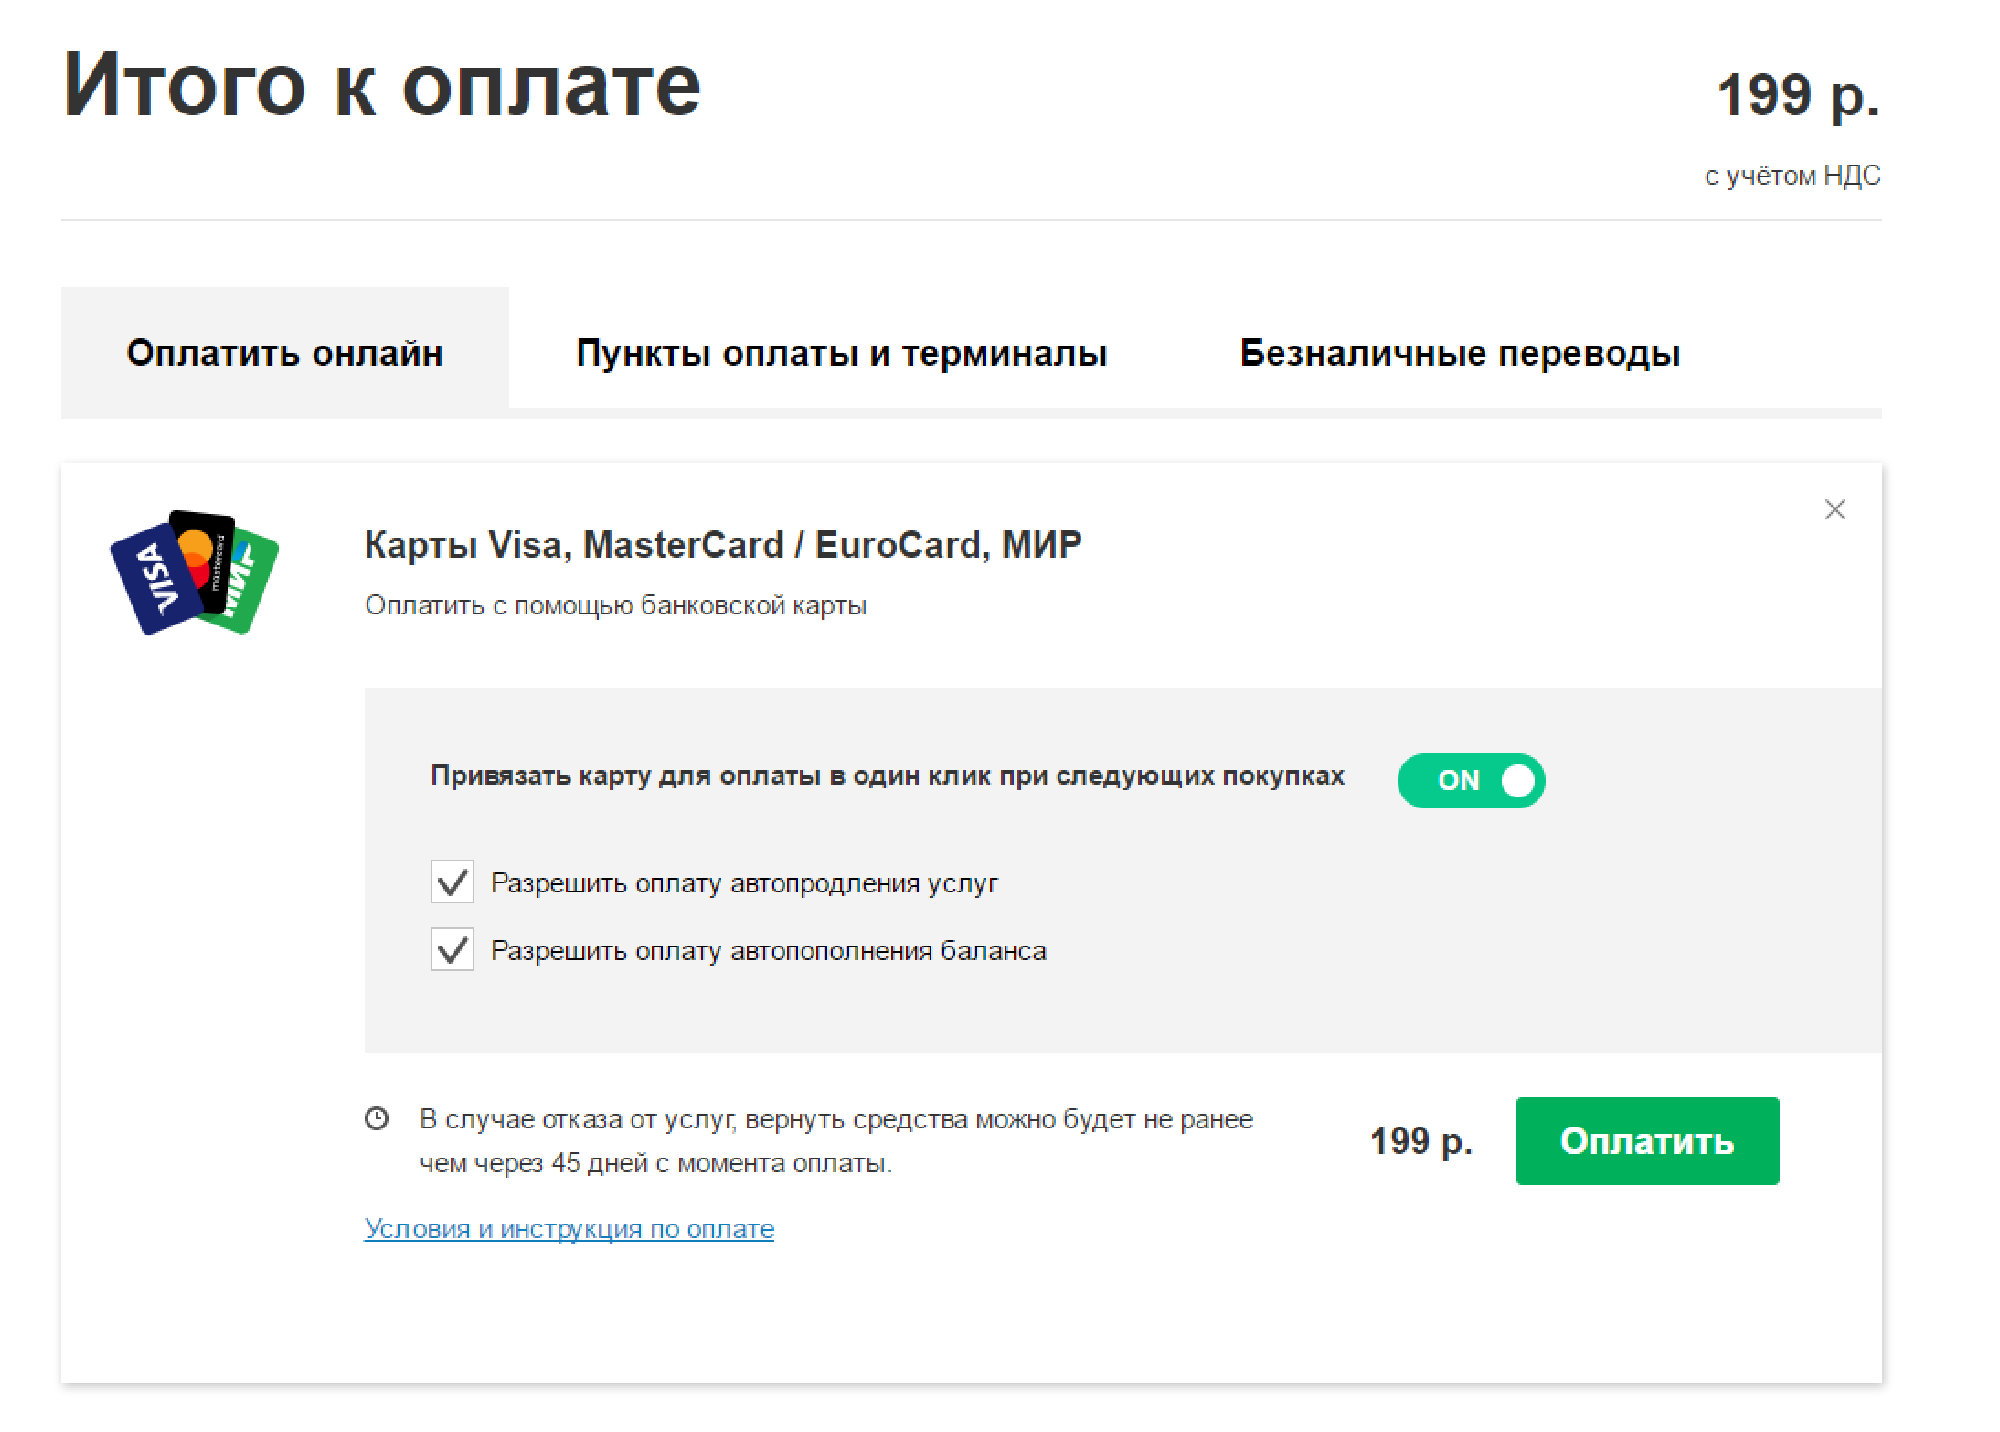 Итого к оплате
199 р.
с учётом НДС
Оплатить онлайн
Пункты оплаты и терминалы
Безналичные переводы
VISA
mastercard
МИР
Карты Visa, MasterCard / EuroCard, МИР
Оплатить с помощью банковской карты
Привязать карту для оплаты в один клик при следующих покупках
ON
Разрешить оплату автопродления услуг
Разрешить оплату автопополнения баланса
В случае отказа от услуг, вернуть средства можно будет не ранее
чем через 45 дней с момента оплаты.
199 р.
Оплатить
Условия и инструкция по оплате